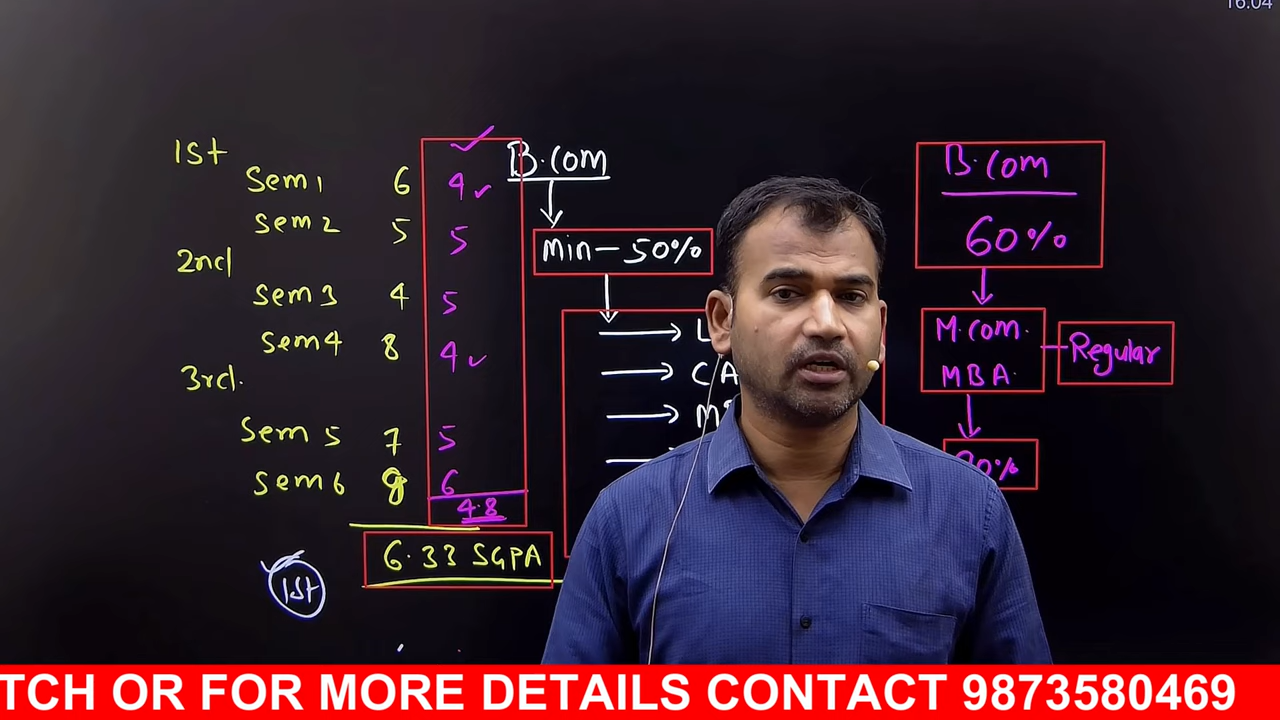 16:04
1st
Sem 1 6 4
Sem 2 5 5
2nd
Sem 3 4 5
Sem 4 8 4
3rd.
Sem 5 7 5
Sem 6 8 6
4.8
6.33 SGPA
1st
B.Com
Min - 50%
CA
B.Com
60%
M.Com.
MBA.
Regular
TCH OR FOR MORE DETAILS CONTACT 9873580469